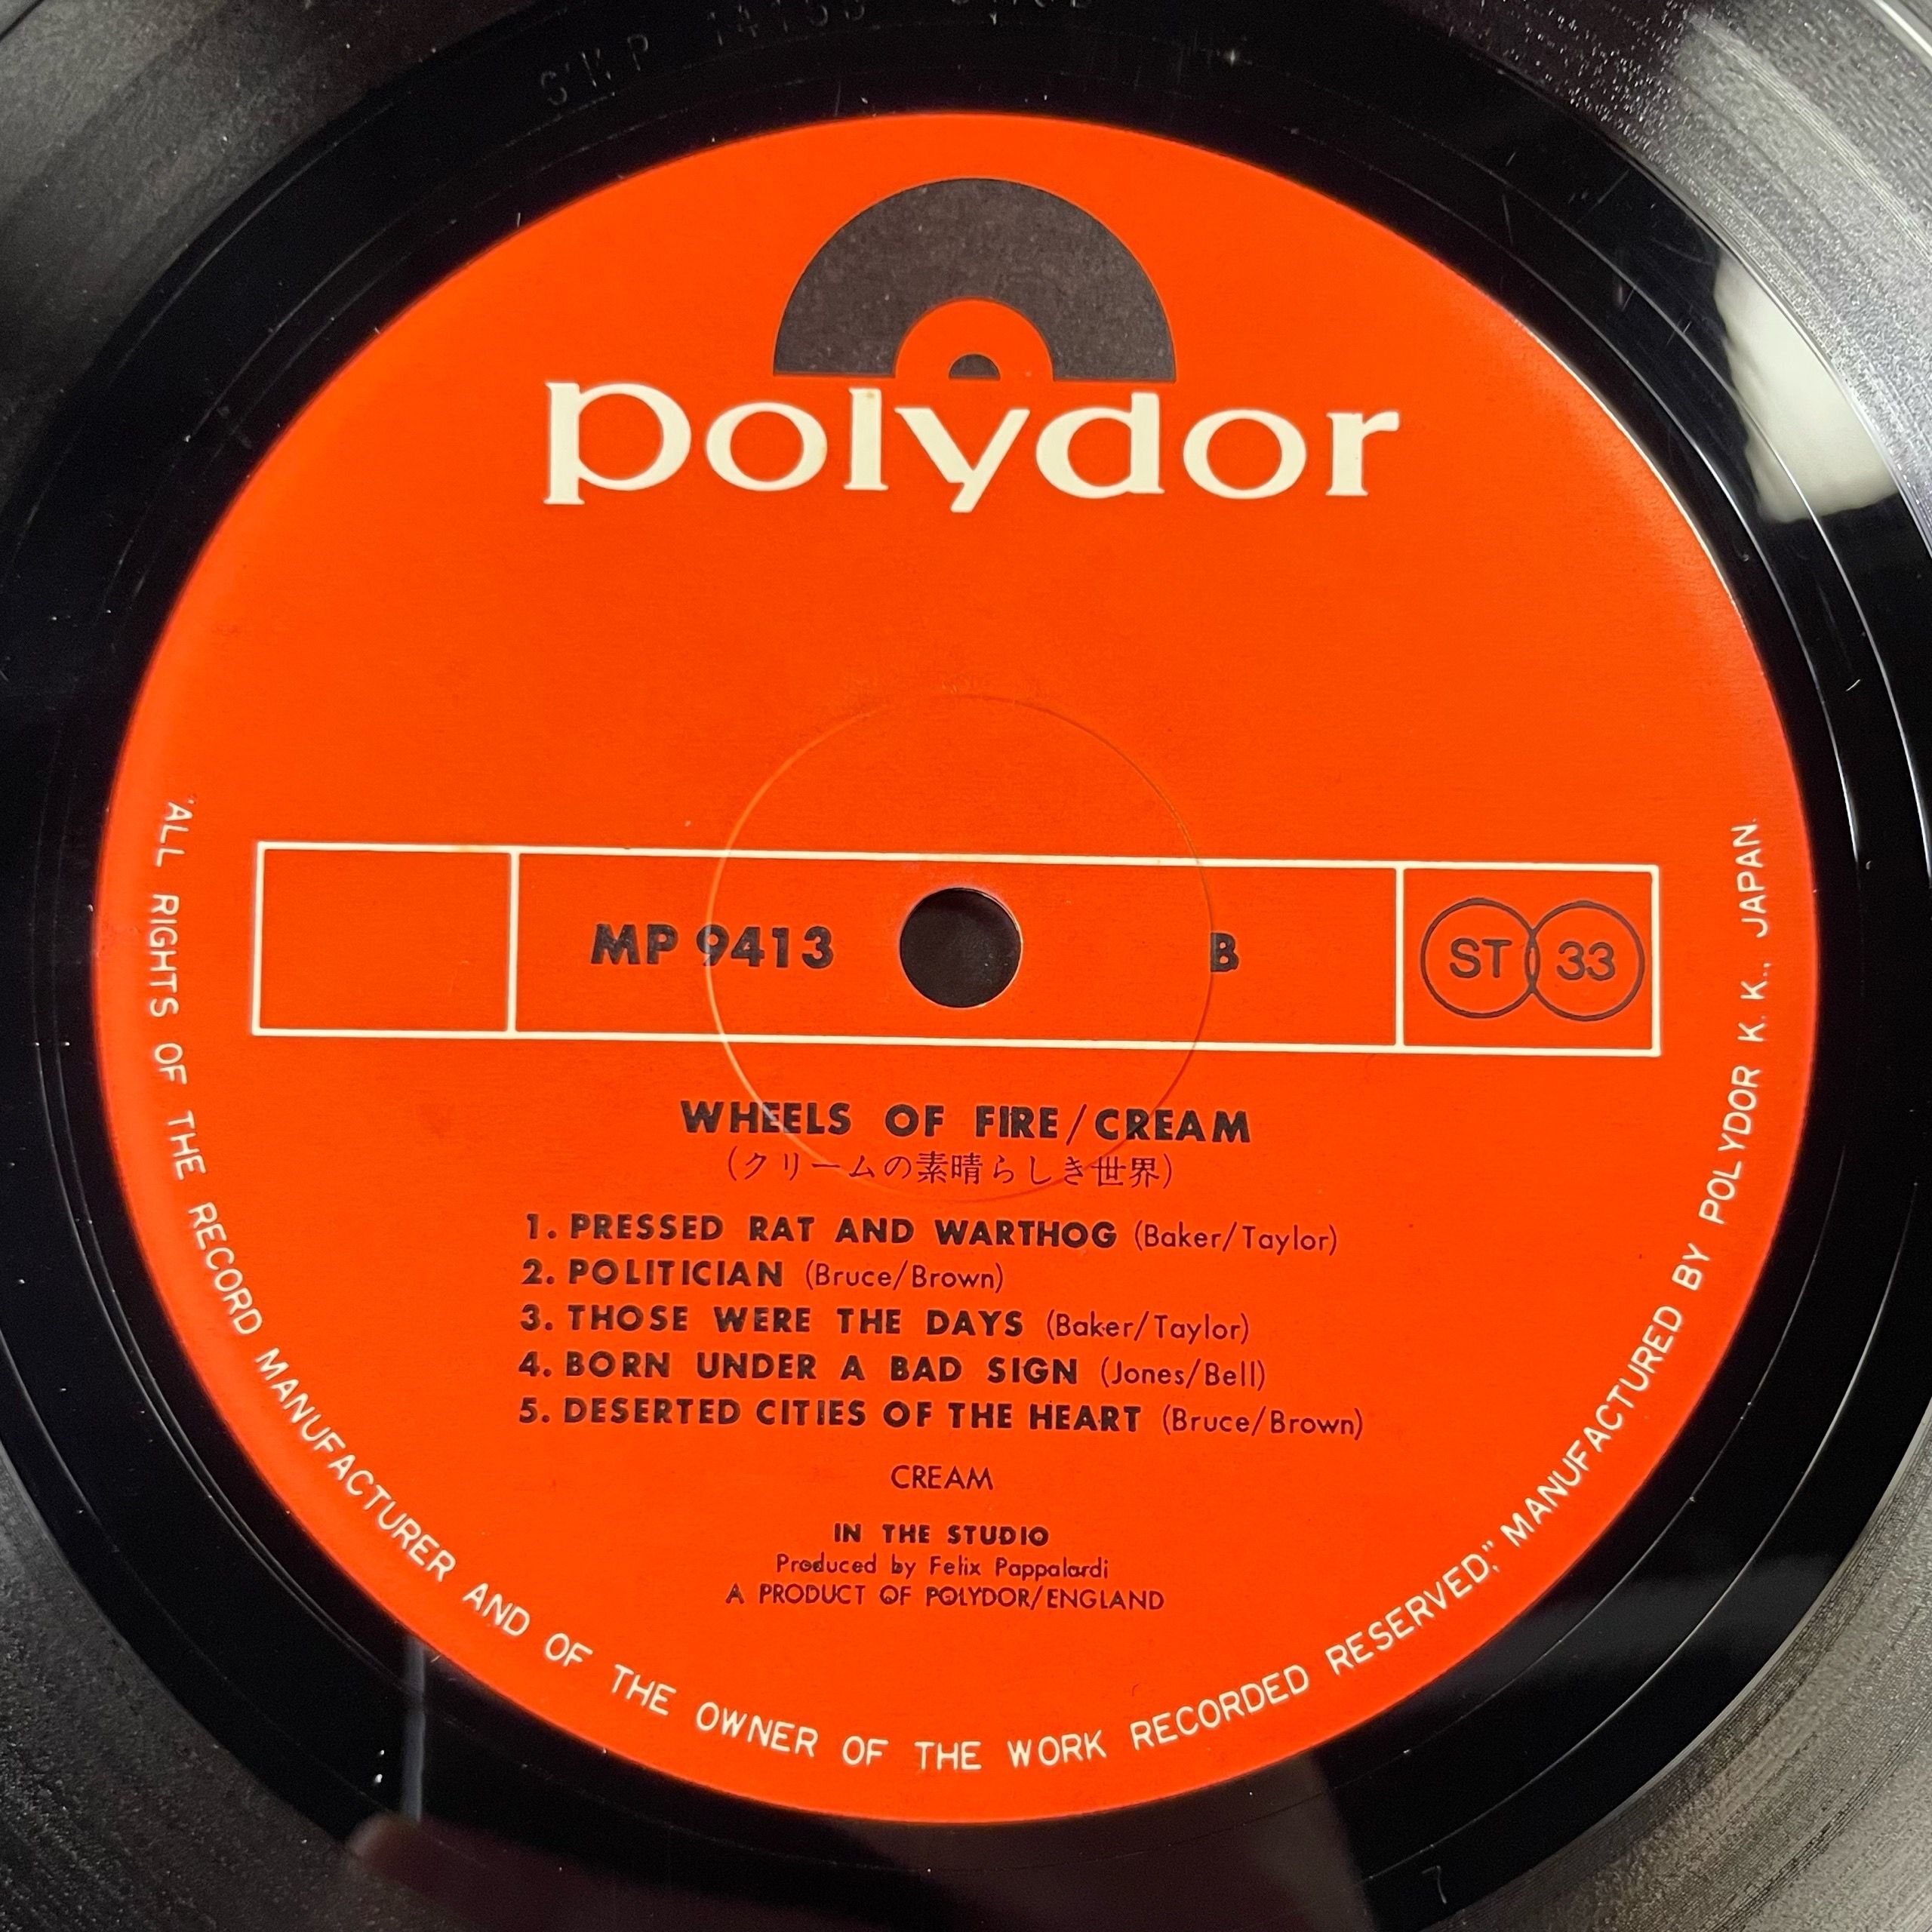 polydor
MP 9413
B
ST 33
WHEELS OF FIRE/CREAM
(クリームの素晴らしき世界)
1. PRESSED RAT AND WARTHOG (Baker/Taylor)
2. POLITICIAN (Bruce/Brown)
3. THOSE WERE THE DAYS (Baker/Taylor)
4. BORN UNDER A BAD SIGN (Jones/Bell)
5. DESERTED CITIES OF THE HEART (Bruce/Brown)
CREAM
IN THE STUDIO
Produced by Felix Pappalardi
A PRODUCT OF POLYDOR/ENGLAND
"ALL RIGHTS OF THE RECORD MANUFACTURER AND OF THE OWNER OF THE WORK RECORDED RESERVED," MANUFACTURED BY POLYDOR K. K., JAPAN